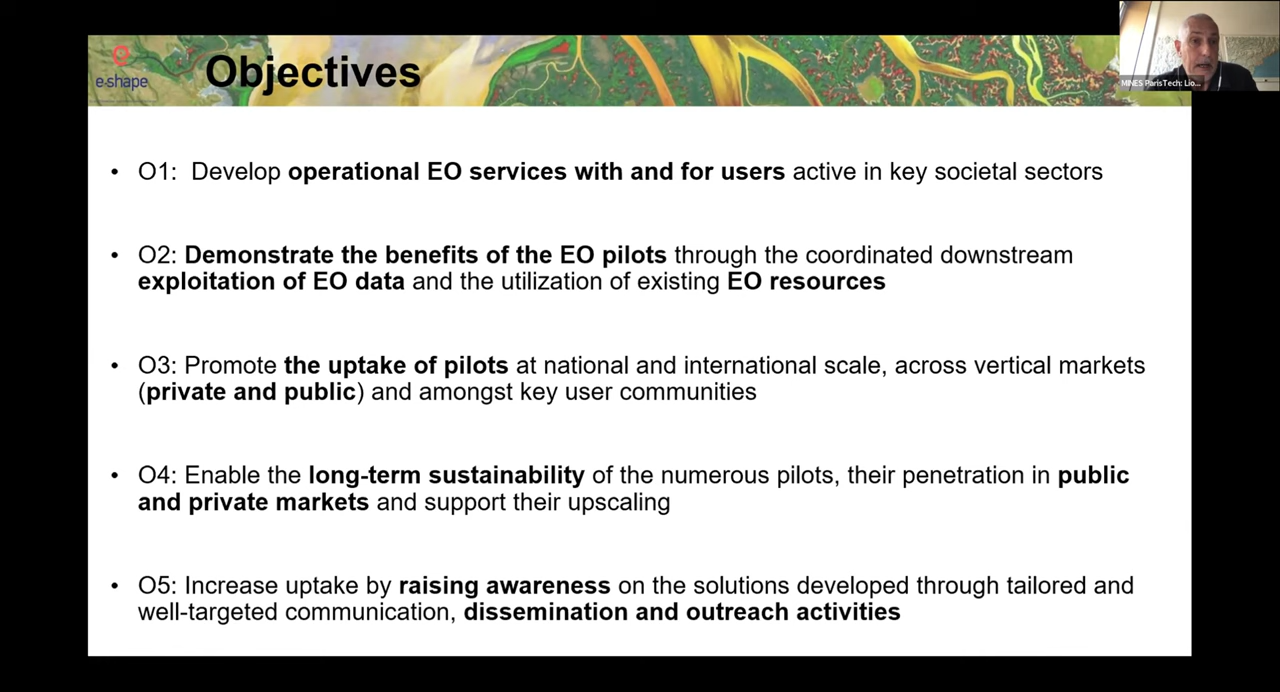 e-shape
Objectives
MINES ParisTech: Lio...
• O1: Develop operational EO services with and for users active in key societal sectors
• O2: Demonstrate the benefits of the EO pilots through the coordinated downstream
exploitation of EO data and the utilization of existing EO resources
• O3: Promote the uptake of pilots at national and international scale, across vertical markets
(private and public) and amongst key user communities
• O4: Enable the long-term sustainability of the numerous pilots, their penetration in public
and private markets and support their upscaling
• O5: Increase uptake by raising awareness on the solutions developed through tailored and
well-targeted communication, dissemination and outreach activities